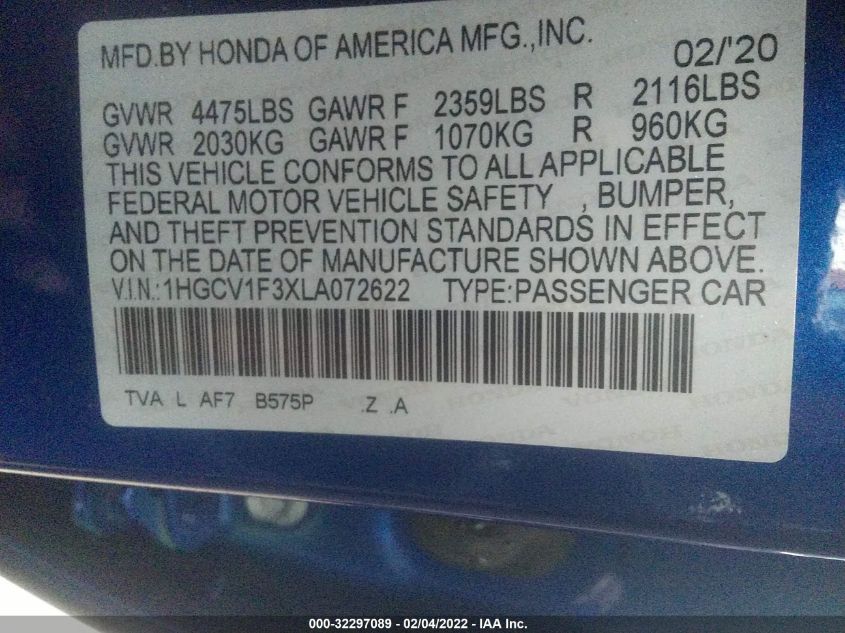 MFD.BY HONDA OF AMERICA MFG.,INC. 02/'20
GVWR 4475LBS GAWR F 2359LBS R 2116LBS
GVWR 2030KG GAWR F 1070KG R 960KG
THIS VEHICLE CONFORMS TO ALL APPLICABLE
FEDERAL MOTOR VEHICLE SAFETY , BUMPER,
AND THEFT PREVENTION STANDARDS IN EFFECT
ON THE DATE OF MANUFACTURE SHOWN ABOVE.
V.I.N.:1HGCV1F3XLA072622 TYPE:PASSENGER CAR
TVA L AF7 B575P .Z .A
000-32297089 - 02/04/2022 - IAA Inc.